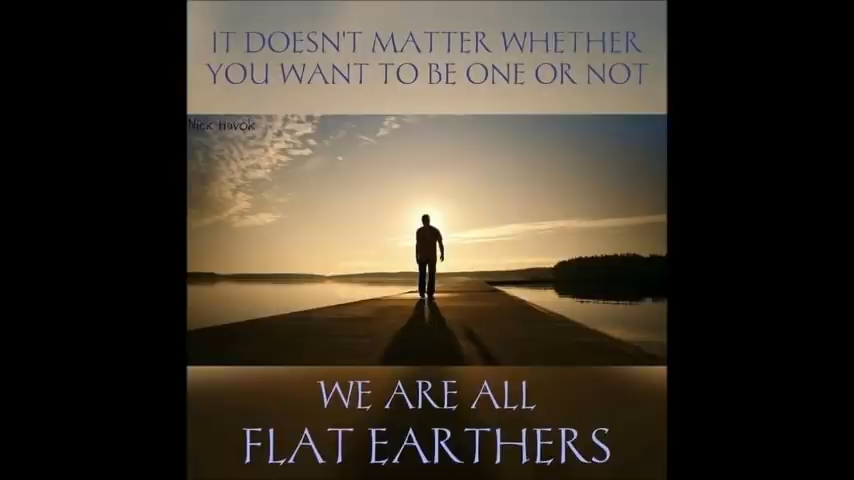 IT DOESN'T MATTER WHETHER
YOU WANT TO BE ONE OR NOT
Nick Havok
WE ARE ALL
FLAT EARTHERS